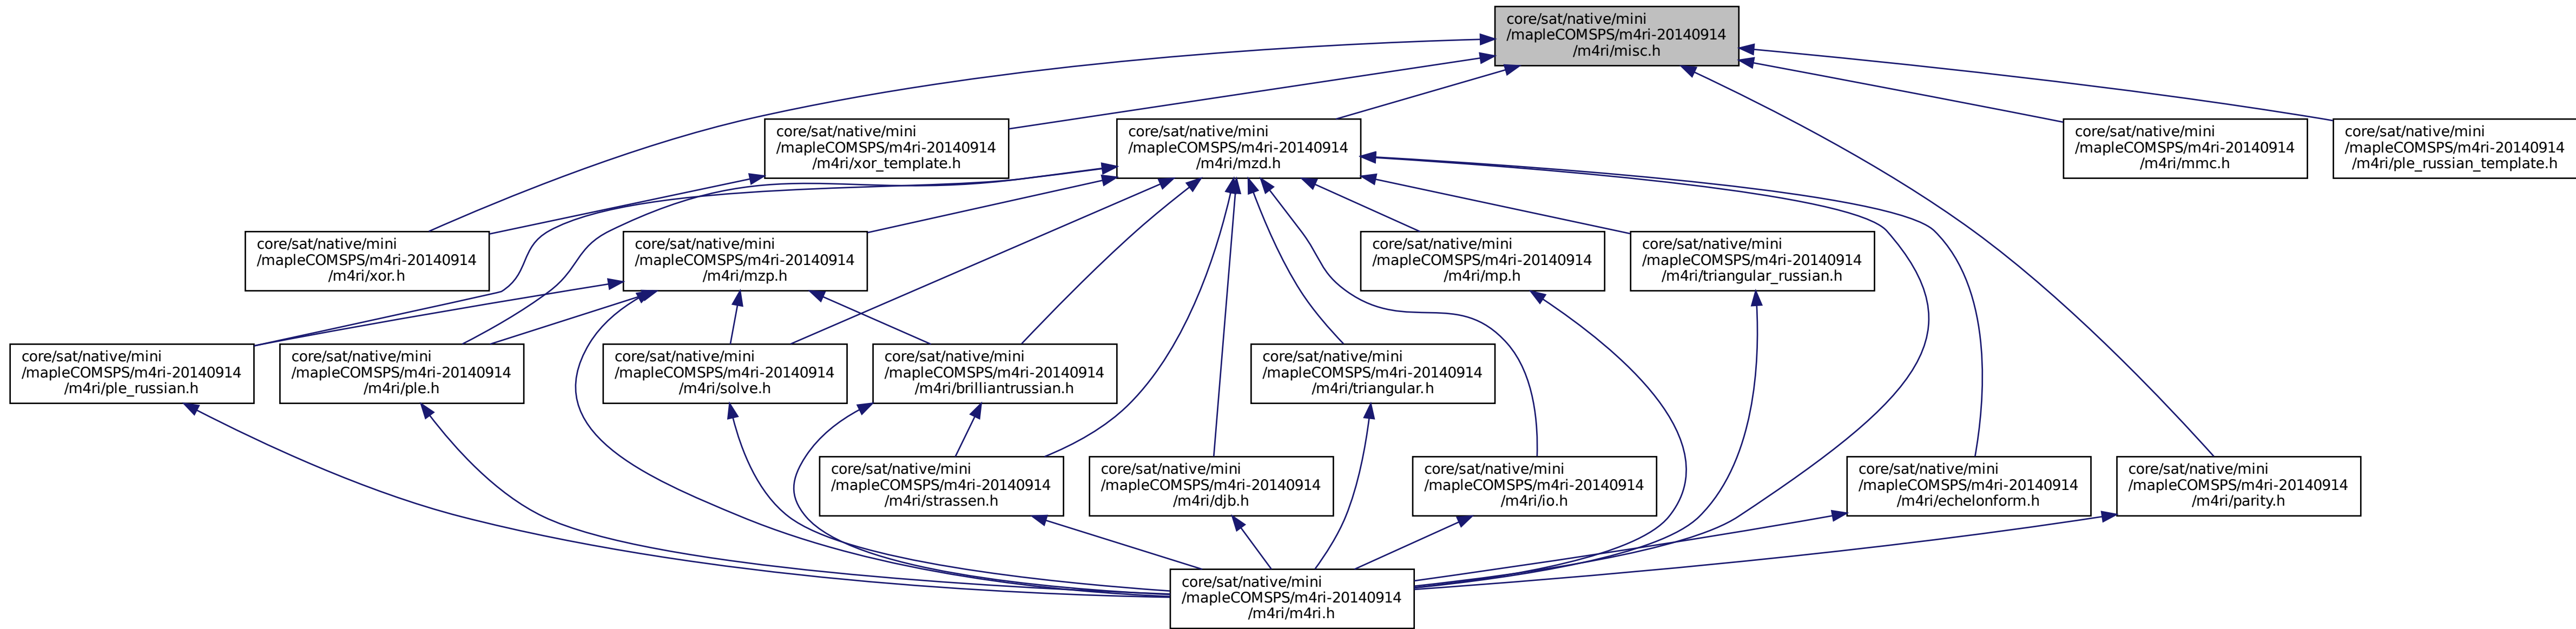 core/sat/native/mini
/mapleCOMSPS/m4ri-20140914
/m4ri/misc.h
core/sat/native/mini
/mapleCOMSPS/m4ri-20140914
/m4ri/xor_template.h
core/sat/native/mini
/mapleCOMSPS/m4ri-20140914
/m4ri/mzd.h
core/sat/native/mini
/mapleCOMSPS/m4ri-20140914
/m4ri/mmc.h
core/sat/native/mini
/mapleCOMSPS/m4ri-20140914
/m4ri/ple_russian_template.h
core/sat/native/mini
/mapleCOMSPS/m4ri-20140914
/m4ri/xor.h
core/sat/native/mini
/mapleCOMSPS/m4ri-20140914
/m4ri/mzp.h
core/sat/native/mini
/mapleCOMSPS/m4ri-20140914
/m4ri/mp.h
core/sat/native/mini
/mapleCOMSPS/m4ri-20140914
/m4ri/triangular_russian.h
core/sat/native/mini
/mapleCOMSPS/m4ri-20140914
/m4ri/ple_russian.h
core/sat/native/mini
/mapleCOMSPS/m4ri-20140914
/m4ri/ple.h
core/sat/native/mini
/mapleCOMSPS/m4ri-20140914
/m4ri/solve.h
core/sat/native/mini
/mapleCOMSPS/m4ri-20140914
/m4ri/brilliantrussian.h
core/sat/native/mini
/mapleCOMSPS/m4ri-20140914
/m4ri/triangular.h
core/sat/native/mini
/mapleCOMSPS/m4ri-20140914
/m4ri/strassen.h
core/sat/native/mini
/mapleCOMSPS/m4ri-20140914
/m4ri/djb.h
core/sat/native/mini
/mapleCOMSPS/m4ri-20140914
/m4ri/io.h
core/sat/native/mini
/mapleCOMSPS/m4ri-20140914
/m4ri/echelonform.h
core/sat/native/mini
/mapleCOMSPS/m4ri-20140914
/m4ri/parity.h
core/sat/native/mini
/mapleCOMSPS/m4ri-20140914
/m4ri/m4ri.h